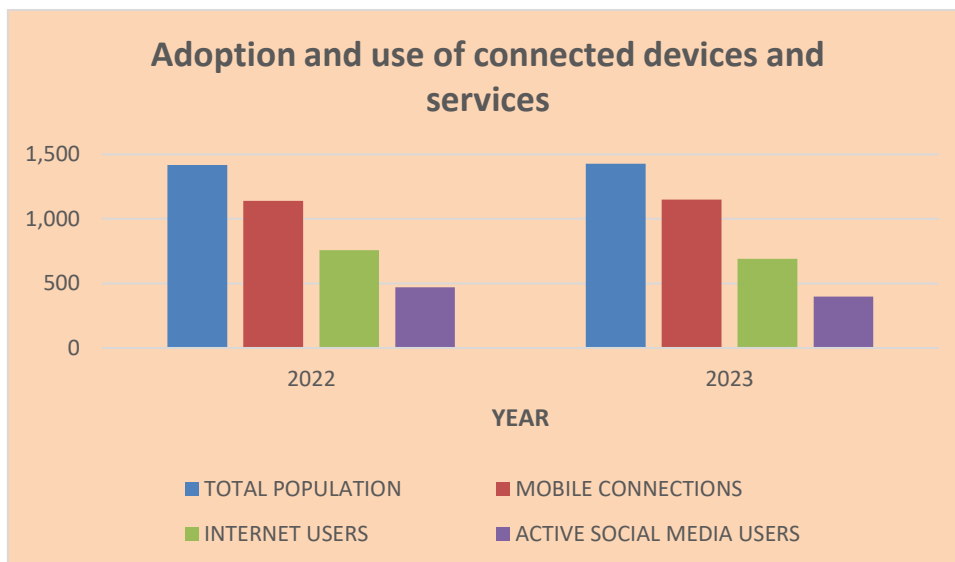 Adoption and use of connected devices and
services
1,500
1,000
500
0
2022 2023
YEAR
TOTAL POPULATION MOBILE CONNECTIONS
INTERNET USERS ACTIVE SOCIAL MEDIA USERS